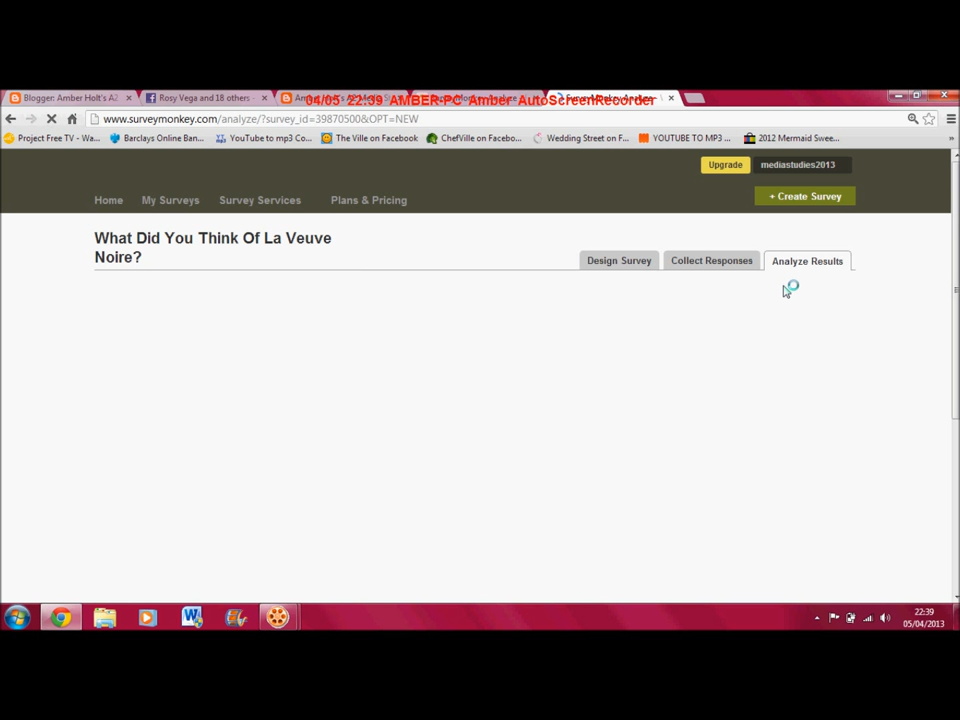 Blogger: Amber Holt's A2
Rosy Vega and 18 others -
04/05 22:39 AMBER-PC Amber AutoScreenRecorder
www.surveymonkey.com/analyze/?survey_id=39870500&OPT=NEW
Project Free TV - Wa...
Barclays Online Ban...
YouTube to mp3 Co...
The Ville on Facebook
ChefVille on Facebo...
Wedding Street on F...
YOUTUBE TO MP3 ...
2012 Mermaid Swee...
Upgrade
mediastudies2013
Home
My Surveys
Survey Services
Plans & Pricing
+ Create Survey
What Did You Think Of La Veuve
Noire?
Design Survey
Collect Responses
Analyze Results
22:39
05/04/2013